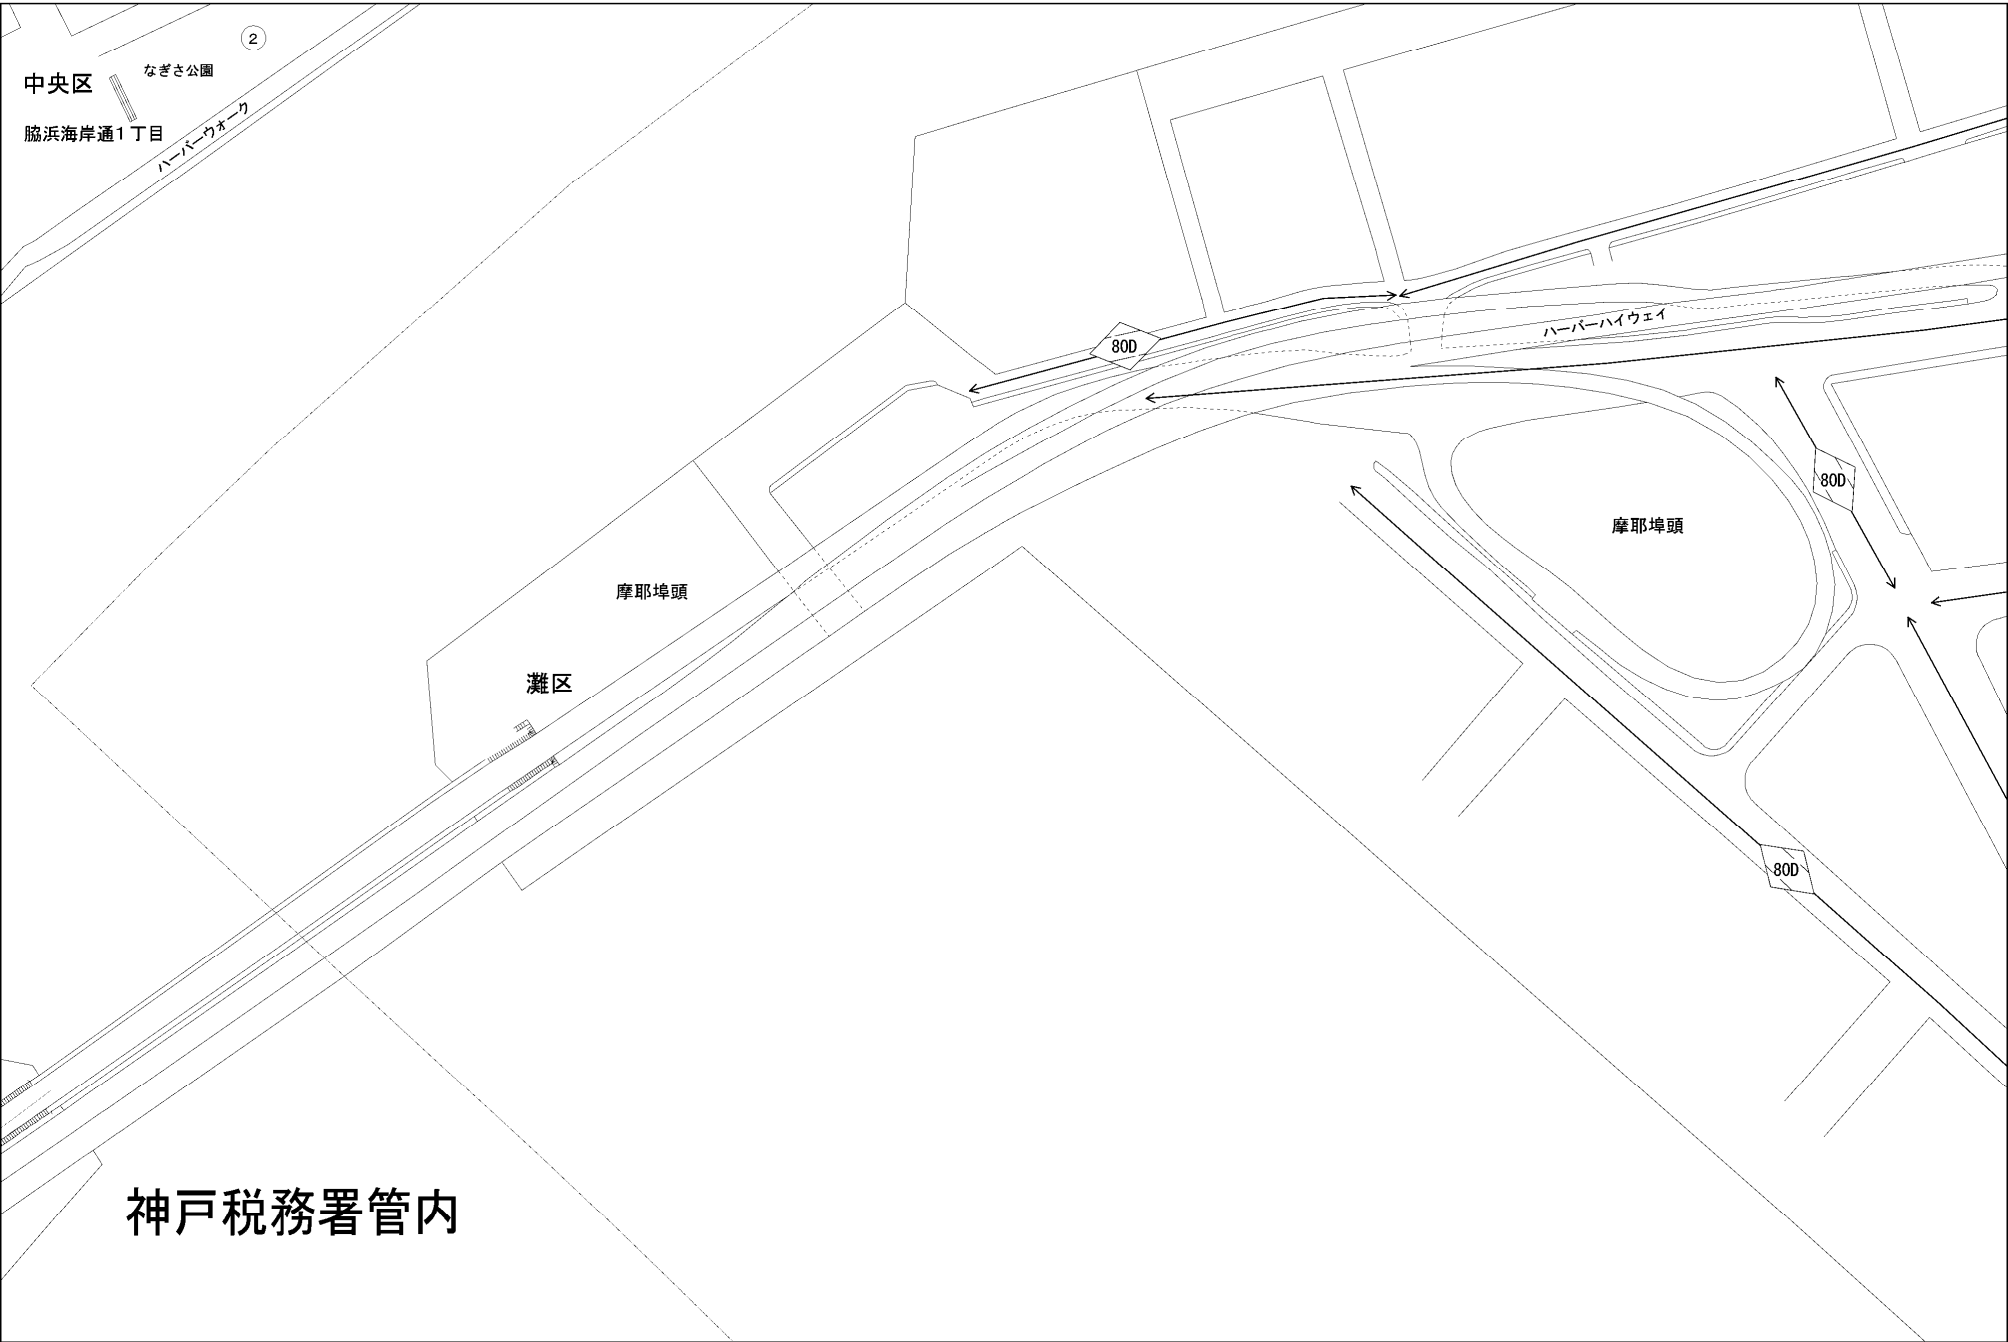 ②
中央区
なぎさ公園
脇浜海岸通1丁目
ハーバーウォーク
ハーバーハイウェイ
80D
80D
摩耶埠頭
摩耶埠頭
灘区
80D
神戸税務署管内